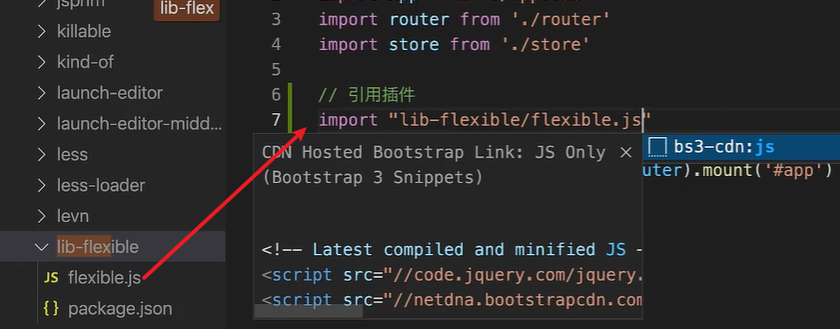 jsprim
lib-flex
killable
kind-of
launch-editor
launch-editor-midd...
less
less-loader
levn
lib-flexible
JS flexible.js
{} package.json
2
3 import router from './router'
4 import store from './store'
5
6 // 引用插件
7 import "lib-flexible/flexible.js"
CDN Hosted Bootstrap Link: JS Only ×
(Bootstrap 3 Snippets)
<!-- Latest compiled and minified JS -
<script src="//code.jquery.com/jquery.
<script src="//netdna.bootstrapcdn.com
bs3-cdn:js
uter).mount('#app')